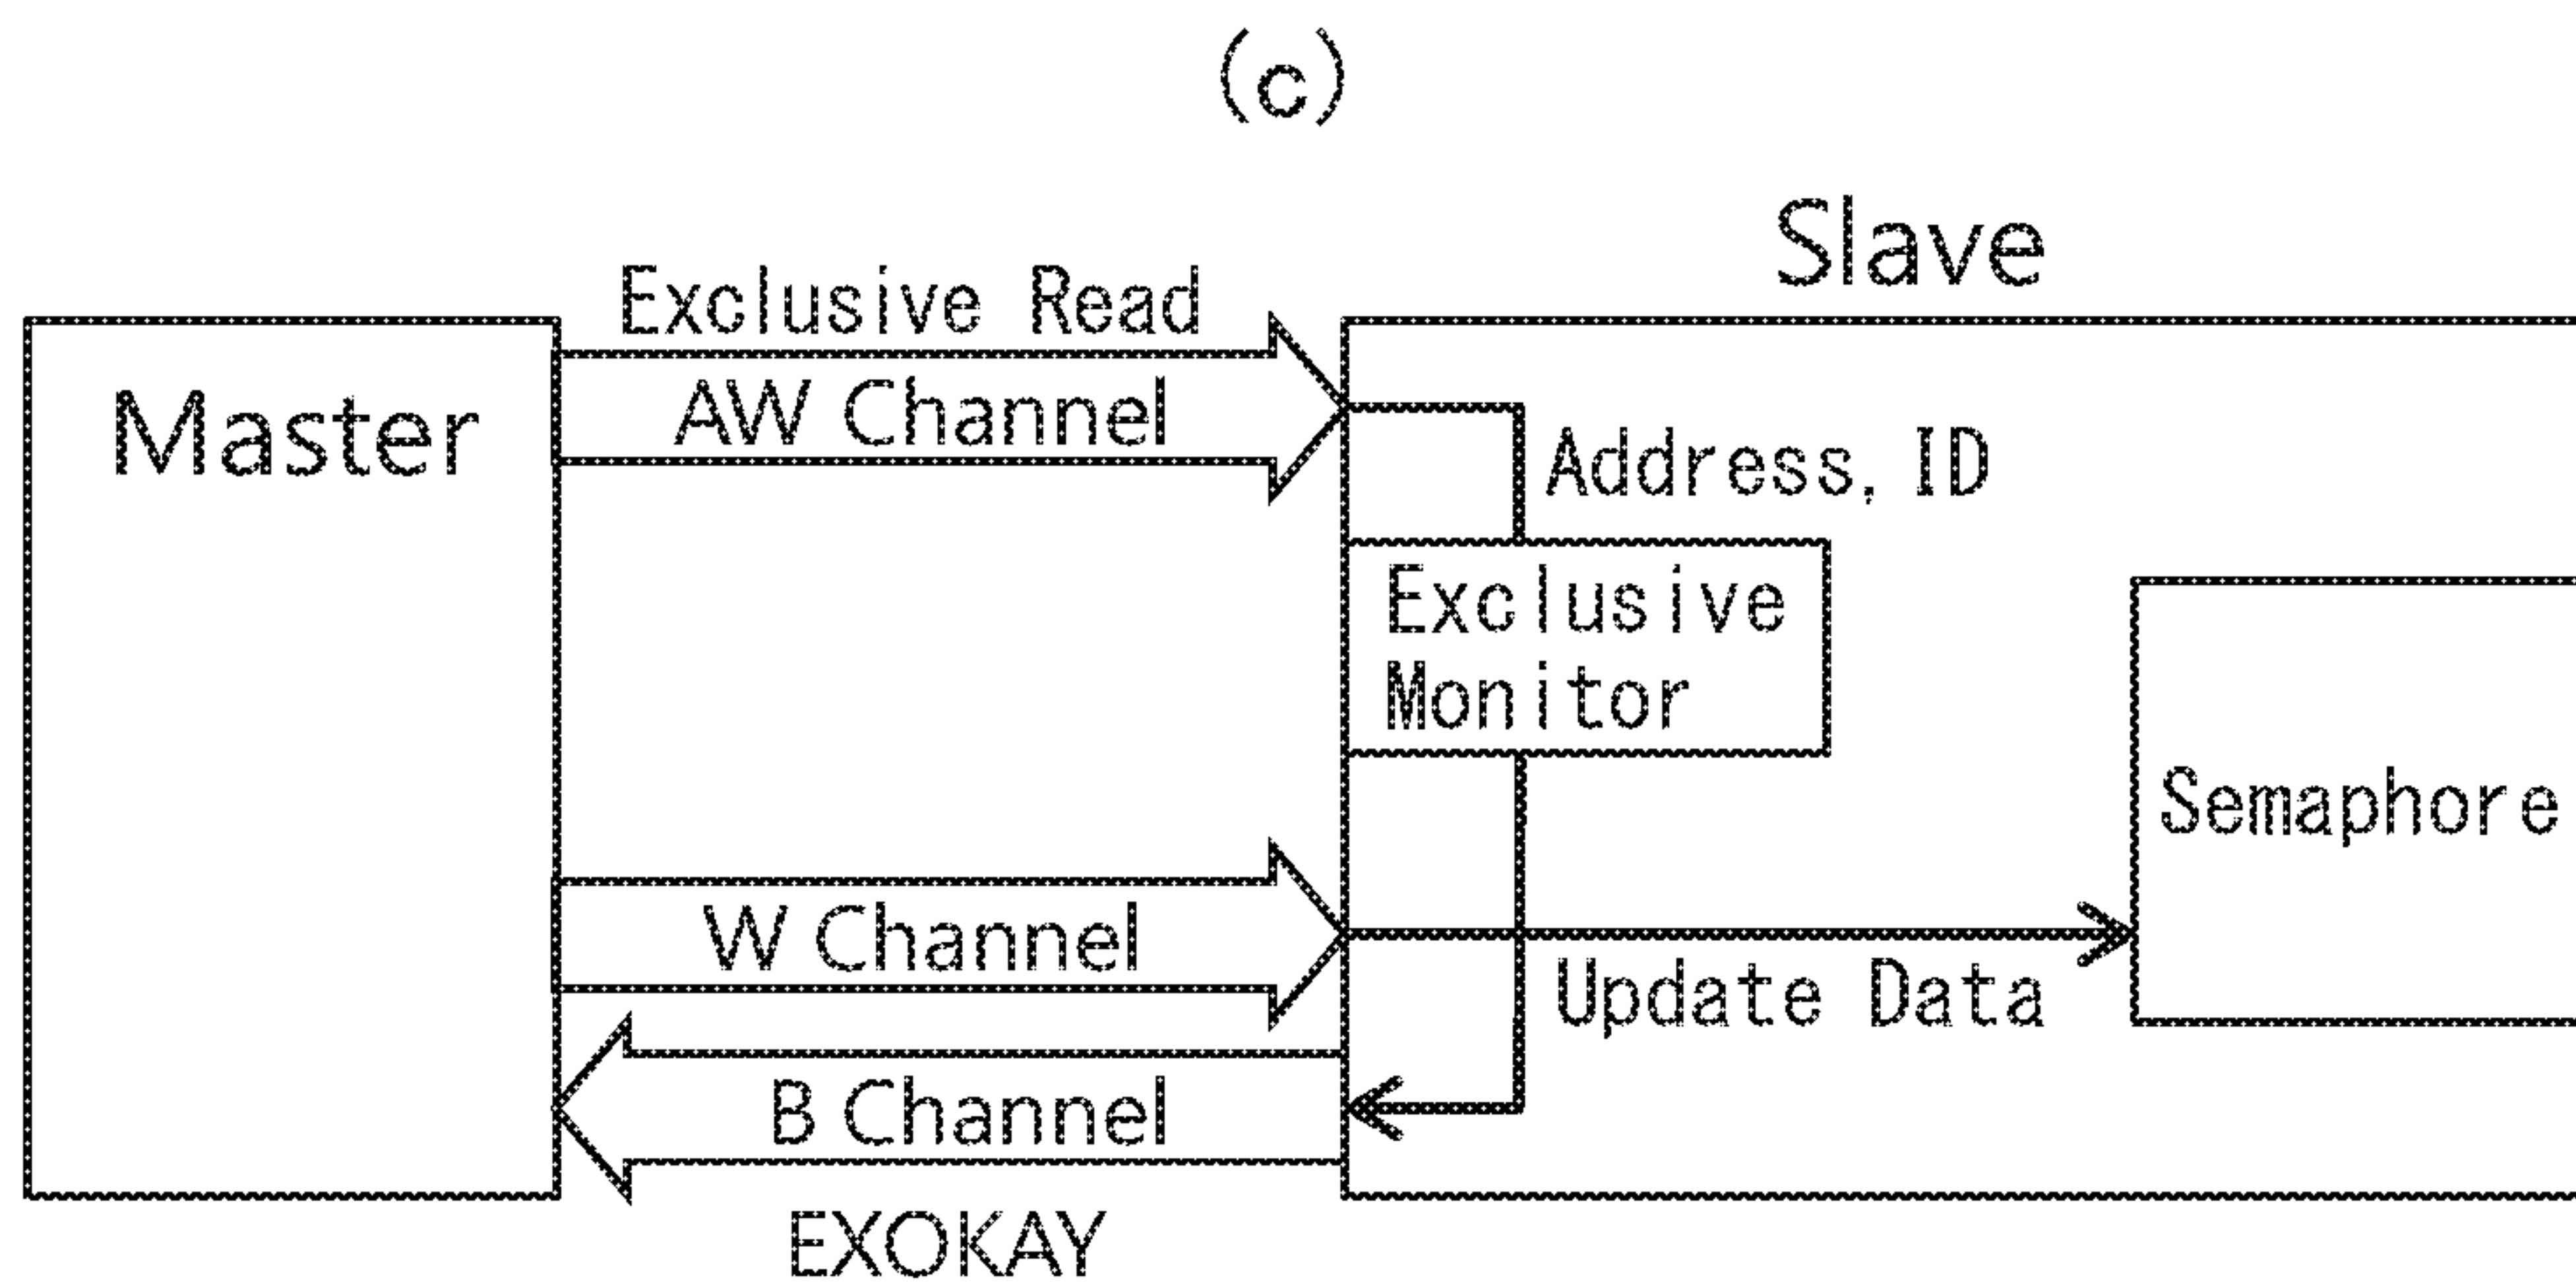 (c)
Slave
Exclusive Read
Master
AW Channel
Address, ID
Exclusive
Monitor
Semaphore
W Channel
Update Data
B Channel
EXOKAY